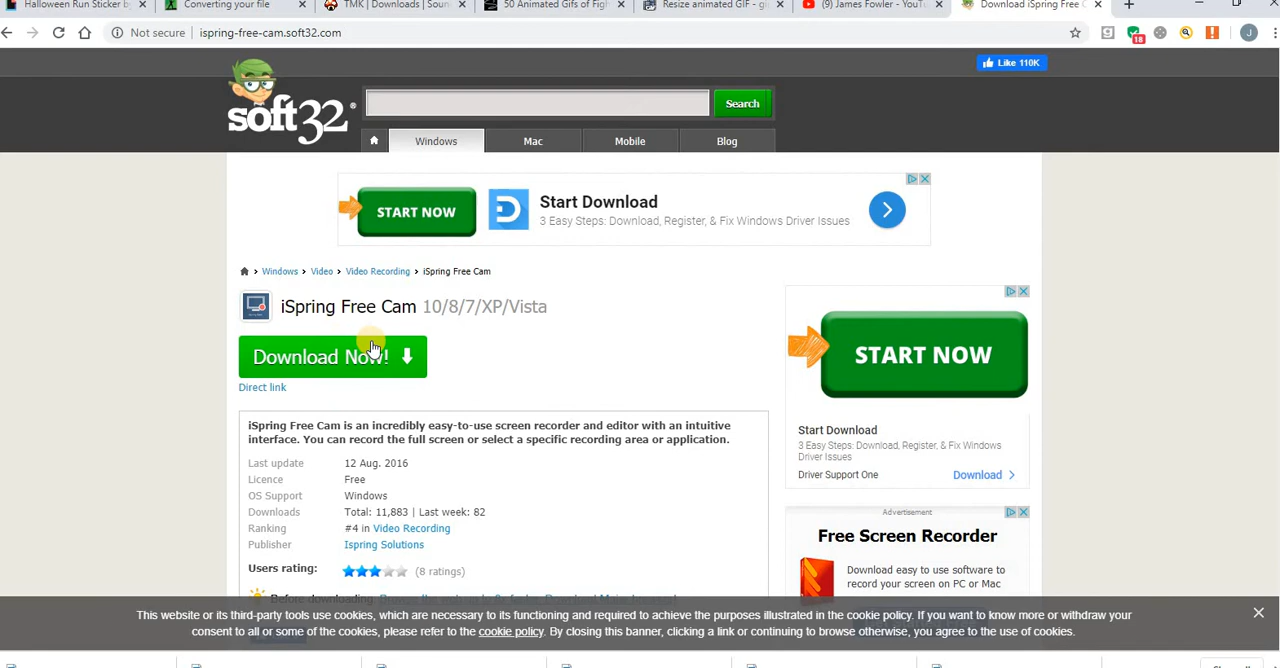 Halloween Run Sticker b
Converting your file
TMK | Downloads | Soun
50 Animated Gifs of Figh
Resize animated GIF - gi
(9) James Fowler - YouT
Download iSpring Free C
Not secure | ispring-free-cam.soft32.com
18
J
Like 110K
soft32
Search
Windows
Mac
Mobile
Blog
START NOW
Start Download
3 Easy Steps: Download, Register, & Fix Windows Driver Issues
Windows > Video > Video Recording > iSpring Free Cam
iSpring Free Cam 10/8/7/XP/Vista
Download Now!
Direct link
iSpring Free Cam is an incredibly easy-to-use screen recorder and editor with an intuitive
interface. You can record the full screen or select a specific recording area or application.
Last update 12 Aug. 2016
Licence Free
OS Support Windows
Downloads Total: 11,883 | Last week: 82
Ranking #4 in Video Recording
Publisher Ispring Solutions
Users rating: (8 ratings)
Before downloading
START NOW
Start Download
3 Easy Steps: Download, Register, & Fix Windows
Driver Issues
Driver Support One
Download >
Advertisement
Free Screen Recorder
Download easy to use software to
record your screen on PC or Mac
This website or its third-party tools use cookies, which are necessary to its functioning and required to achieve the purposes illustrated in the cookie policy. If you want to know more or withdraw your
consent to all or some of the cookies, please refer to the cookie policy. By closing this banner, clicking a link or continuing to browse otherwise, you agree to the use of cookies.